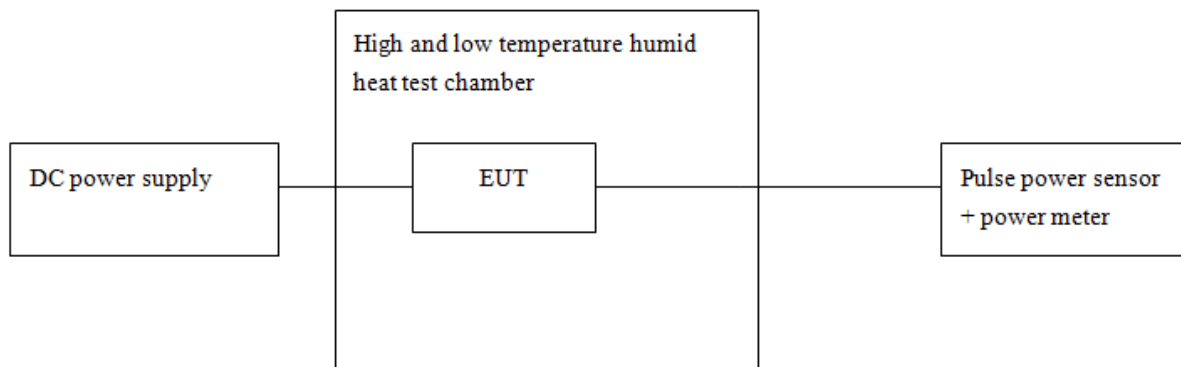 High and low temperature humid
heat test chamber
DC power supply
EUT
Pulse power sensor
+ power meter